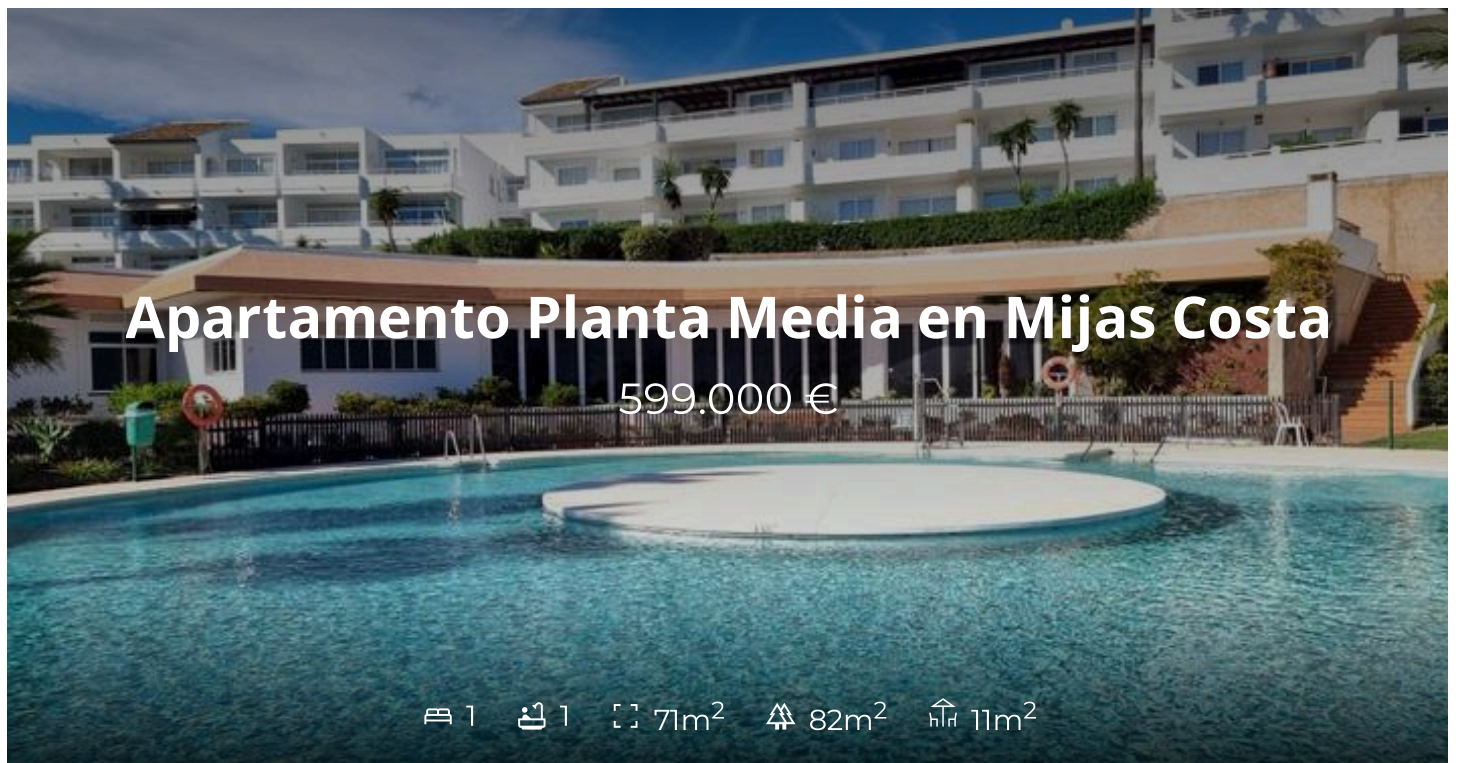 Apartamento Planta Media en Mijas Costa
599.000 €
1 1 71m² 82m² 11m²